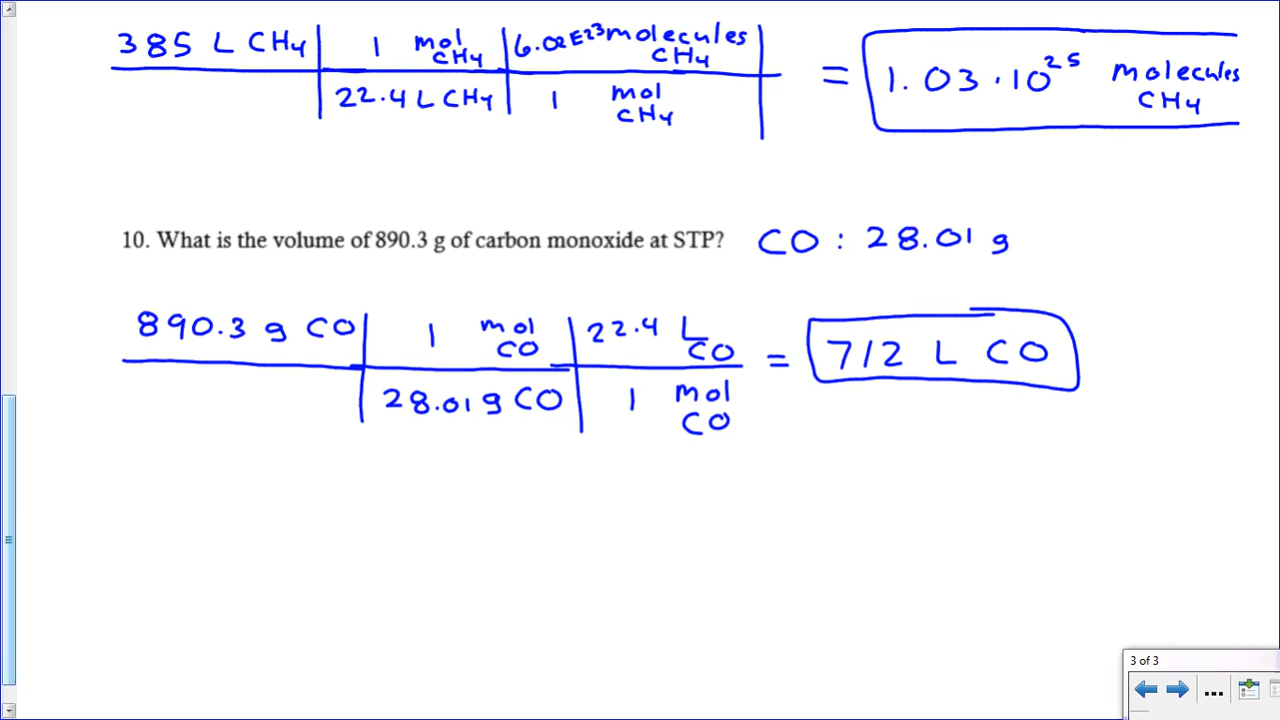 385 L CH4 | 1 mol CH4 | 6.02E23 molecules CH4
22.4 L CH4 | 1 mol CH4
= 1.03 · 10^25 molecules CH4
10. What is the volume of 890.3 g of carbon monoxide at STP? CO : 28.01 g
890.3 g CO | 1 mol CO | 22.4 L CO
28.01 g CO | 1 mol CO
= 712 L CO
3 of 3
...